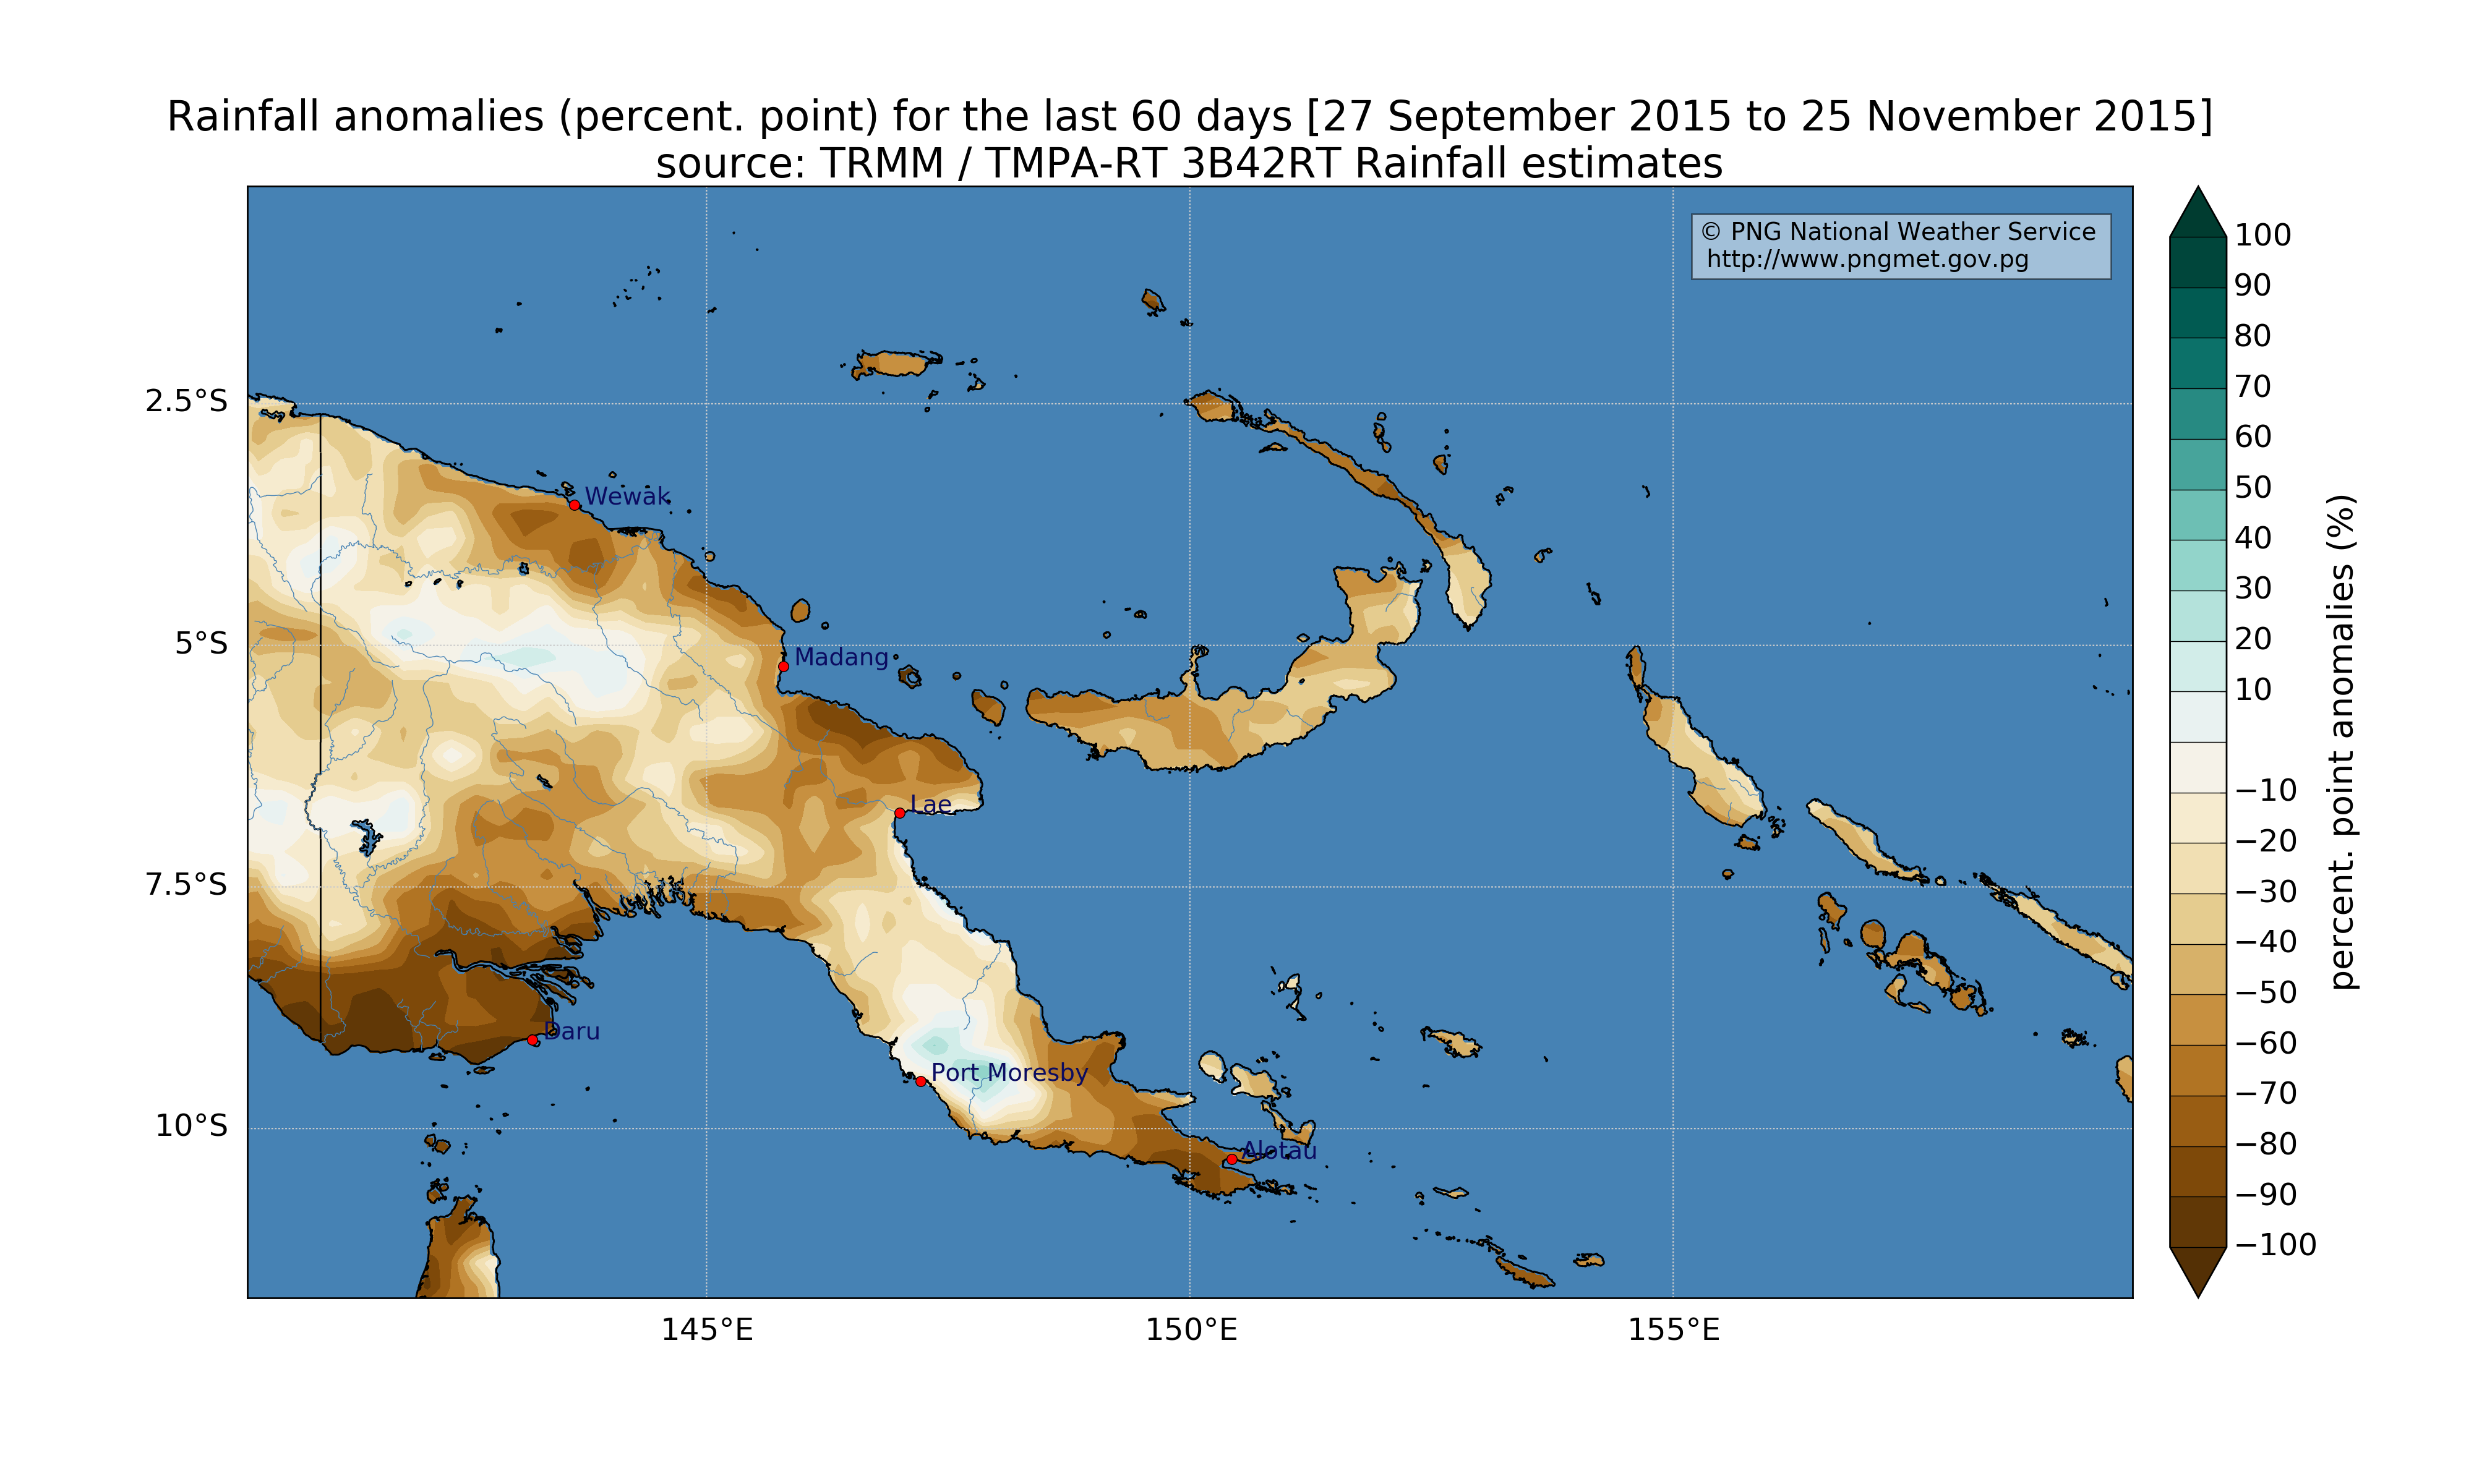 Rainfall anomalies (percent. point) for the last 60 days [27 September 2015 to 25 November 2015]
source: TRMM / TMPA-RT 3B42RT Rainfall estimates
© PNG National Weather Service
http://www.pngmet.gov.pg
2.5°S
5°S
7.5°S
10°S
Wewak
Madang
Lae
Daru
Port Moresby
Alotau
145°E
150°E
155°E
100
90
80
70
60
50
40
30
20
10
−10
−20
−30
−40
−50
−60
−70
−80
−90
−100
percent. point anomalies (%)